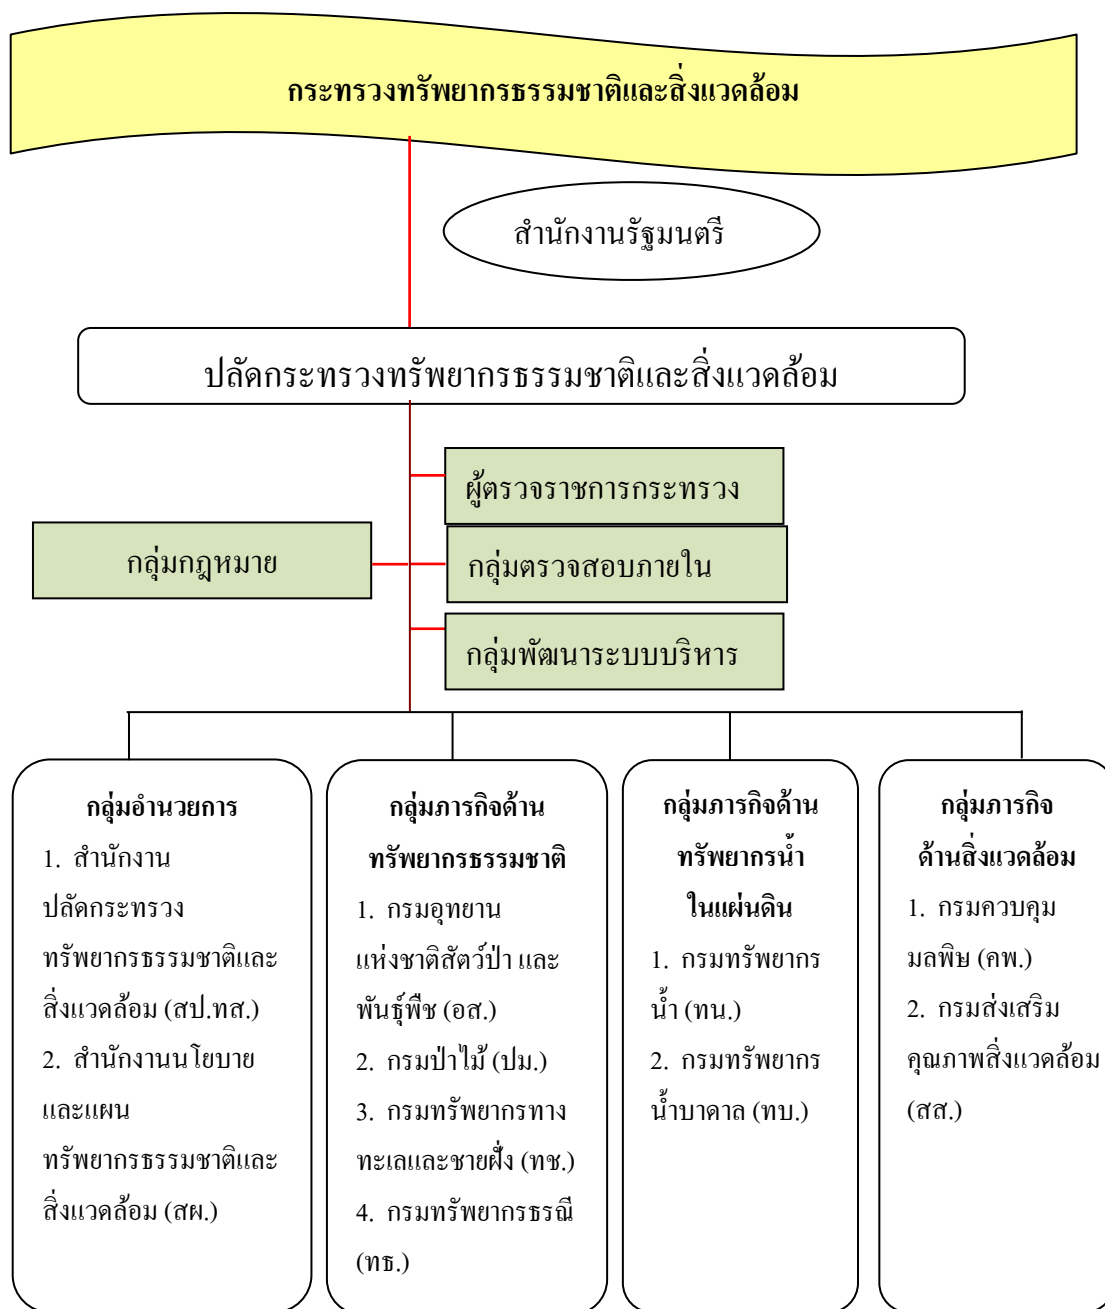 กระทรวงทรัพยากรธรรมชาติและสิ่งแวดล้อม
สำนักงานรัฐมนตรี
ปลัดกระทรวงทรัพยากรธรรมชาติและสิ่งแวดล้อม
ผู้ตรวจราชการกระทรวง
กลุ่มกฎหมาย
กลุ่มตรวจสอบภายใน
กลุ่มพัฒนาระบบบริหาร
กลุ่มอำนวยการ
1. สำนักงาน
ปลัดกระทรวง
ทรัพยากรธรรมชาติและ
สิ่งแวดล้อม (สป.ทส.)
2. สำนักงานนโยบาย
และแผน
ทรัพยากรธรรมชาติและ
สิ่งแวดล้อม (สผ.)
กลุ่มภารกิจด้าน
ทรัพยากรธรรมชาติ
1. กรมอุทยาน
แห่งชาติสัตว์ป่า และ
พันธุ์พืช (อส.)
2. กรมป่าไม้ (ปม.)
3. กรมทรัพยากรทาง
ทะเลและชายฝั่ง (ทช.)
4. กรมทรัพยากรธรณี
(ทธ.)
กลุ่มภารกิจด้าน
ทรัพยากรน้ำ
ในแผ่นดิน
1. กรมทรัพยากร
น้ำ (ทน.)
2. กรมทรัพยากร
น้ำบาดาล (ทบ.)
กลุ่มภารกิจ
ด้านสิ่งแวดล้อม
1. กรมควบคุม
มลพิษ (คพ.)
2. กรมส่งเสริม
คุณภาพสิ่งแวดล้อม
(สส.)